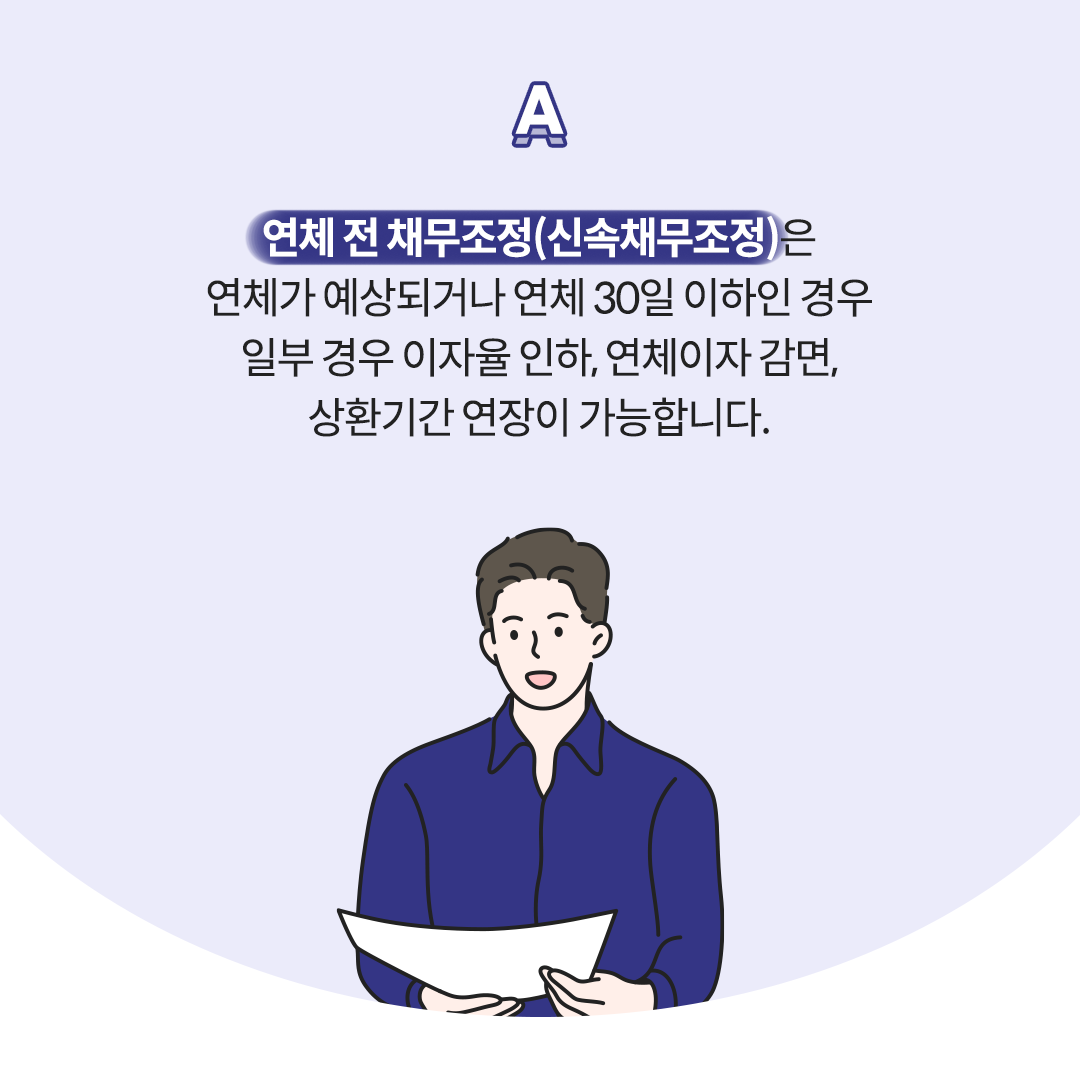 A
연체 전 채무조정(신속채무조정)은
연체가 예상되거나 연체 30일 이하인 경우
일부 경우 이자율 인하, 연체이자 감면,
상환기간 연장이 가능합니다.